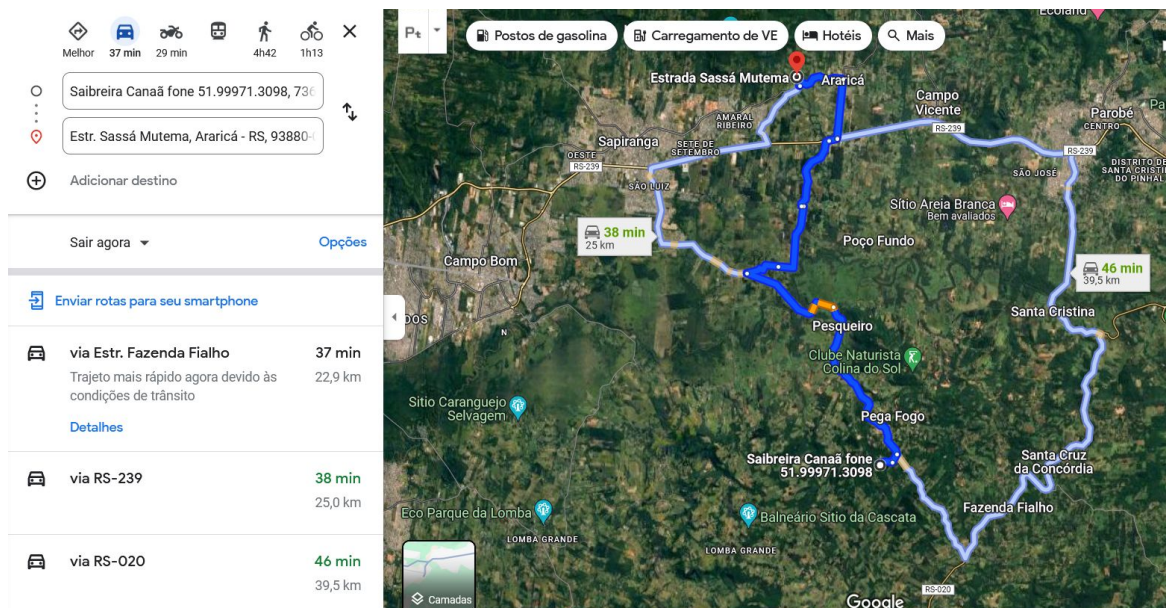 Melhor
37 min
29 min
4h42
1h13
Saibreira Canaã fone 51.99971.3098, 736
Estr. Sassá Mutema, Araricá - RS, 93880-
Adicionar destino
Sair agora
Opções
Enviar rotas para seu smartphone
via Estr. Fazenda Fialho
37 min
Trajeto mais rápido agora devido às
condições de trânsito
22,9 km
Detalhes
via RS-239
38 min
25,0 km
via RS-020
46 min
39,5 km
Postos de gasolina
Carregamento de VE
Hotéis
Mais
Ecoland
Estrada Sassá Mutema
Araricá
Campo
Vicente
Parobé
CENTRO
AMARAL
RIBEIRO
RS-239
Sapiranga
SETE DE
SETEMBRO
OESTE
RS-239
RS-239
SÃO JOSÉ
DISTRITO DE
SANTA CRISTI
DO PINHAL
SÃO LUIZ
Sítio Areia Branca
Bem avaliados
38 min
25 km
Poço Fundo
Campo Bom
46 min
39,5 km
Santa Cristina
DOS
N
Pesqueiro
Clube Naturista
Colina do Sol
Sitio Caranguejo
Selvagem
Pega Fogo
Saibreira Canaã fone
51.99971.3098
Santa Cruz
da Concórdia
Eco Parque da Lomba
Balneário Sitio da Cascata
Fazenda Fialho
LOMBA GRANDE
LOMBA GRANDE
RS-020
Camadas
Google